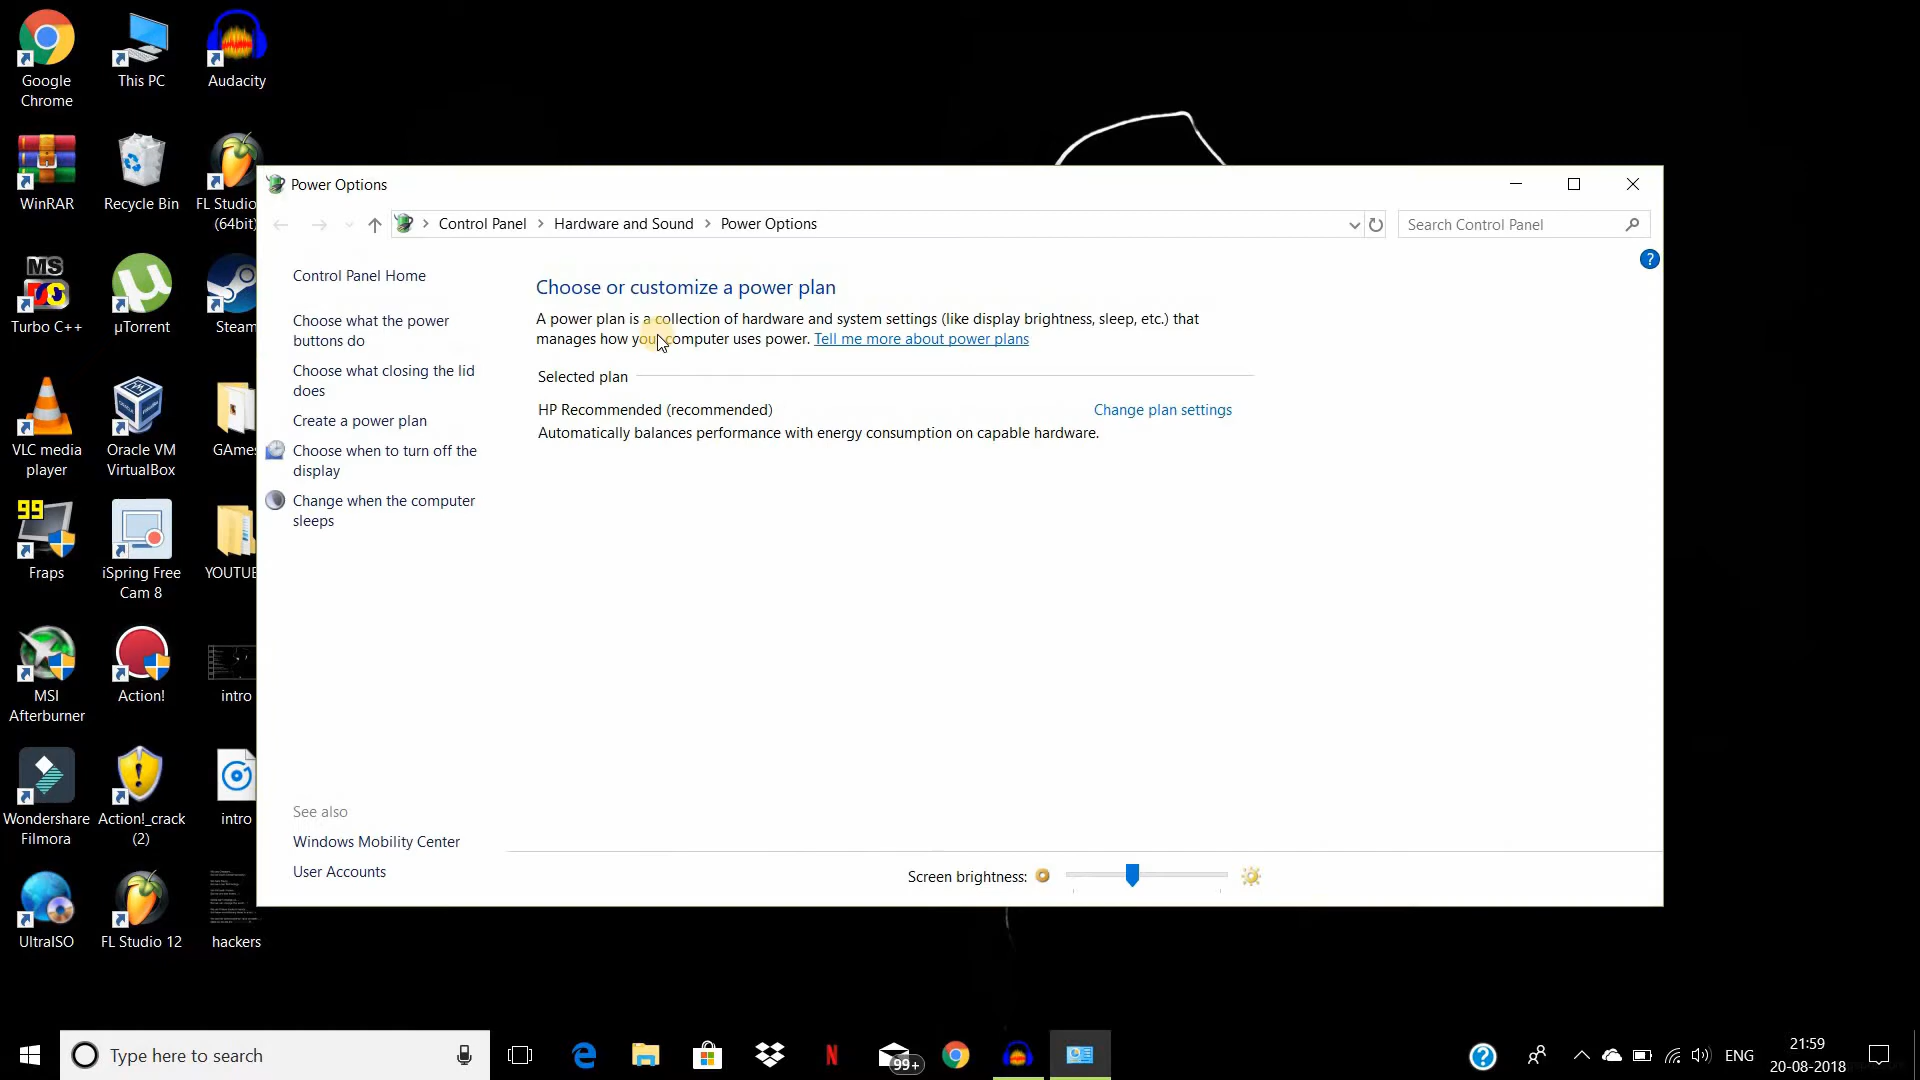 Google
Chrome
This PC
Audacity
WinRAR
Recycle Bin
FL Studio
(64bit)
MS
Turbo C++
µTorrent
Steam
VLC media
player
Oracle VM
VirtualBox
GAmes
99
Fraps
iSpring Free
Cam 8
YOUTUB
MSI
Afterburner
Action!
intro
Wondershare
Filmora
Action!_crack
(2)
intro
UltraISO
FL Studio 12
hackers
Power Options
Control Panel
Hardware and Sound
Power Options
Search Control Panel
?
Control Panel Home
Choose what the power
buttons do
Choose what closing the lid
does
Create a power plan
Choose when to turn off the
display
Change when the computer
sleeps
See also
Windows Mobility Center
User Accounts
Choose or customize a power plan
A power plan is a collection of hardware and system settings (like display brightness, sleep, etc.) that
manages how your computer uses power. Tell me more about power plans
Selected plan
HP Recommended (recommended)
Change plan settings
Automatically balances performance with energy consumption on capable hardware.
Screen brightness:
Type here to search
99+
?
ENG
21:59
20-08-2018